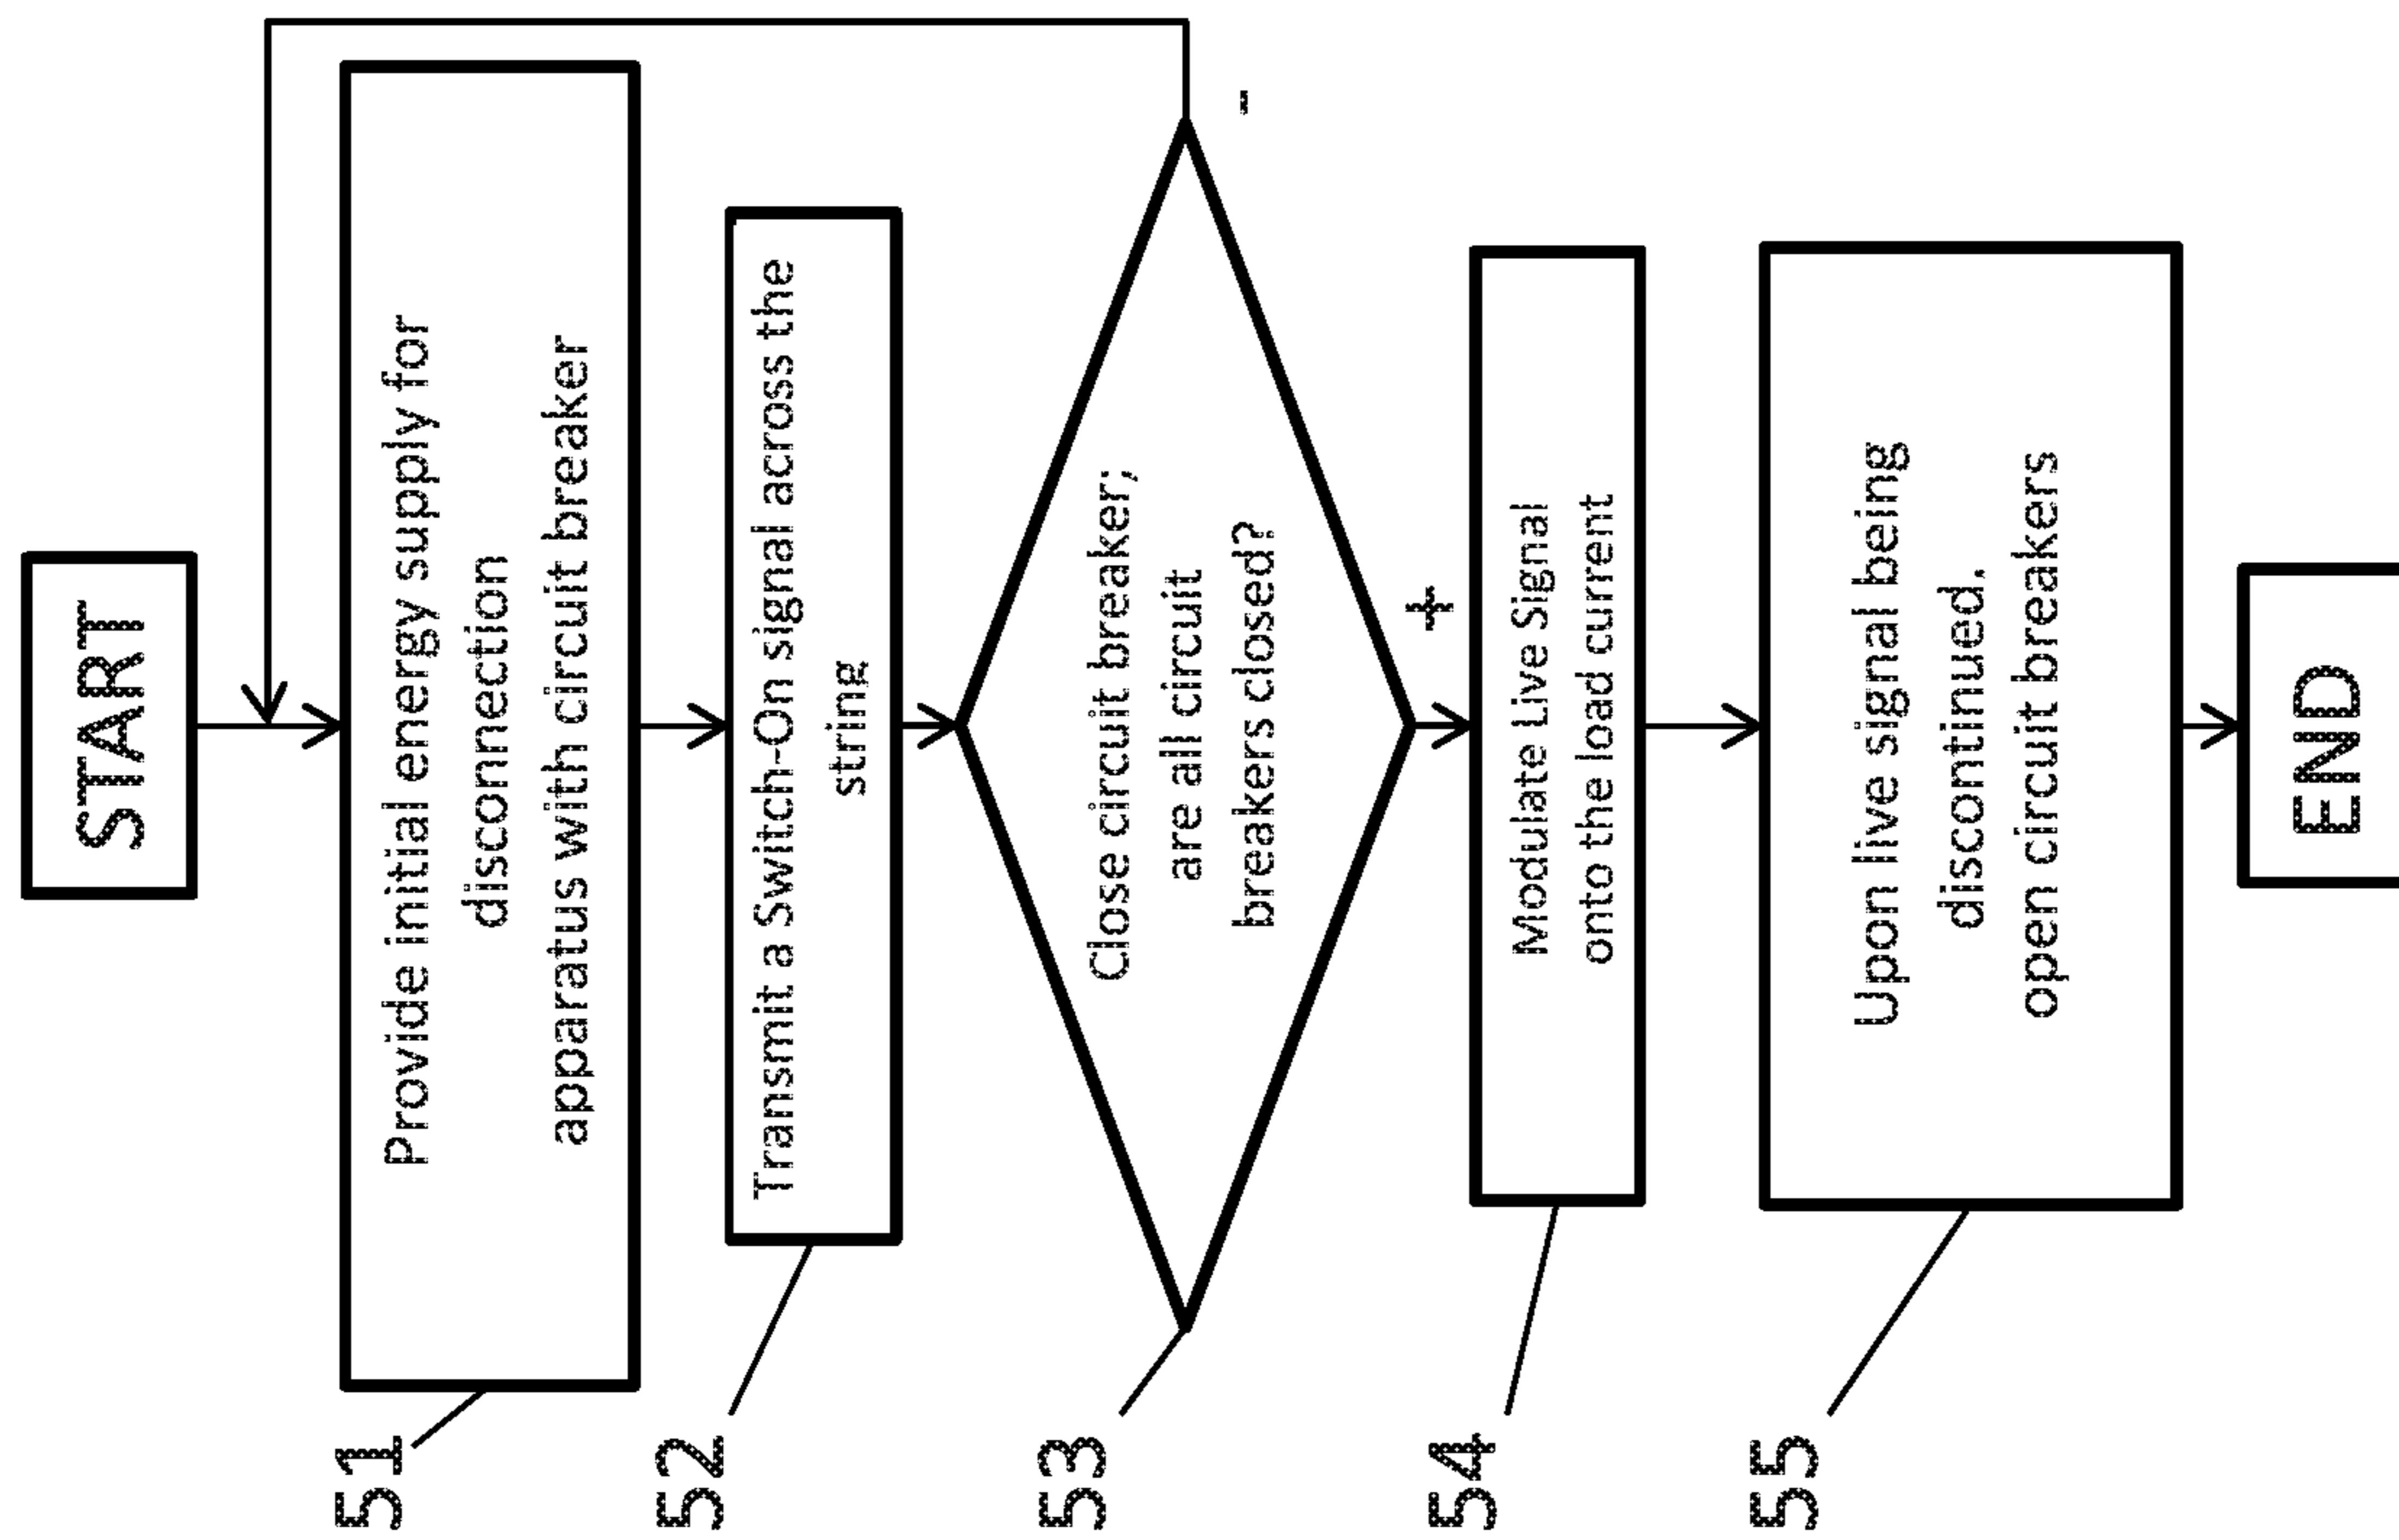 START
51
Provide initial energy supply for
disconnection
apparatus with circuit breaker
52
Transmit a Switch-On signal across the
string
53
Close circuit breaker;
are all circuit
breakers closed?
-
+
54
Modulate Live Signal
onto the load current
55
Upon live signal being
discontinued,
open circuit breakers
END